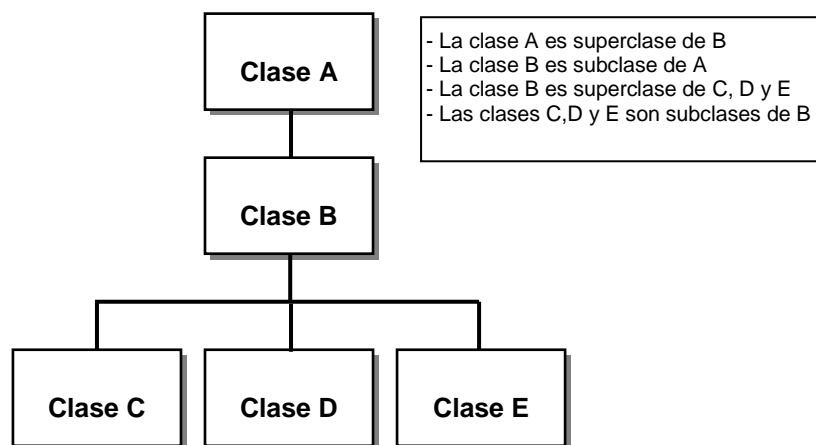 Clase A
- La clase A es superclase de B
- La clase B es subclase de A
- La clase B es superclase de C, D y E
- Las clases C,D y E son subclases de B
Clase B
Clase C
Clase D
Clase E